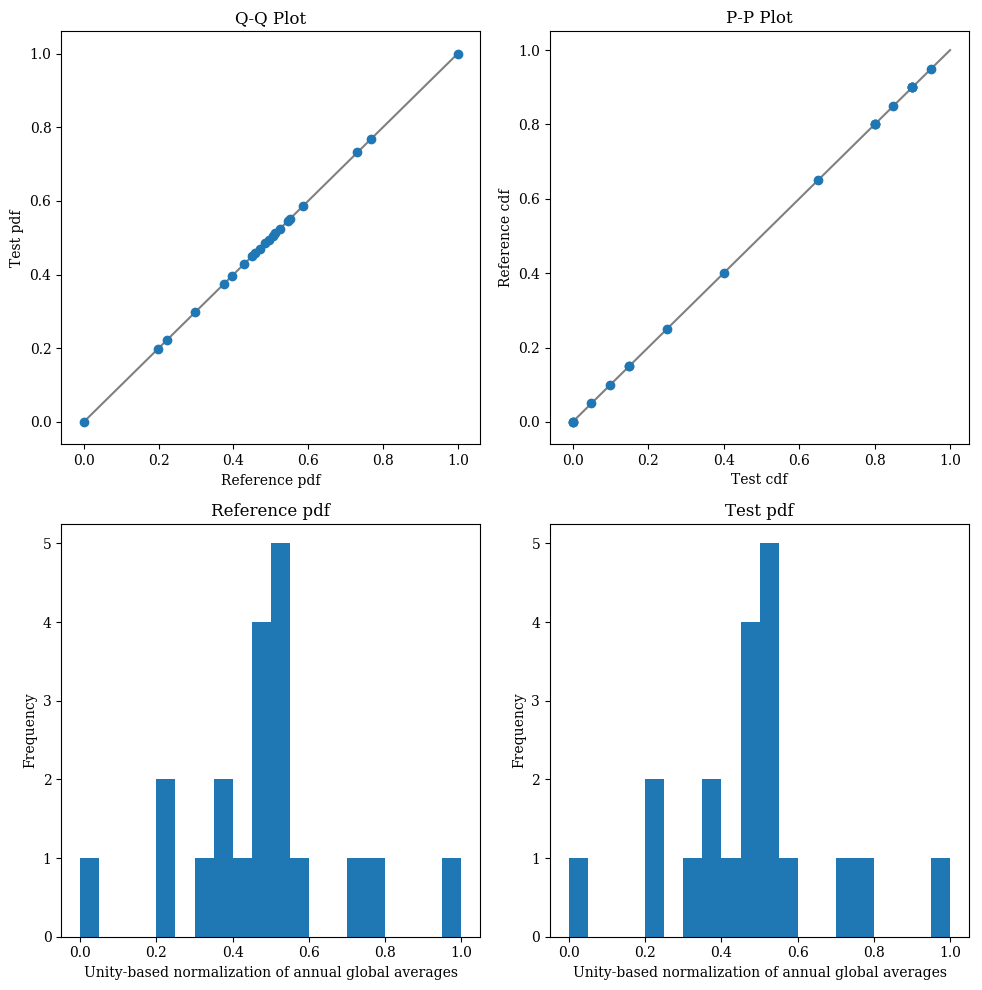 Q-Q Plot
1.0
0.8
0.6
0.4
0.2
0.0
Test pdf
0.0 0.2 0.4 0.6 0.8 1.0
Reference pdf
P-P Plot
1.0
0.8
0.6
0.4
0.2
0.0
Reference cdf
0.0 0.2 0.4 0.6 0.8 1.0
Test cdf
Reference pdf
5
4
3
2
1
0
Frequency
0.0 0.2 0.4 0.6 0.8 1.0
Unity-based normalization of annual global averages
Test pdf
5
4
3
2
1
0
Frequency
0.0 0.2 0.4 0.6 0.8 1.0
Unity-based normalization of annual global averages